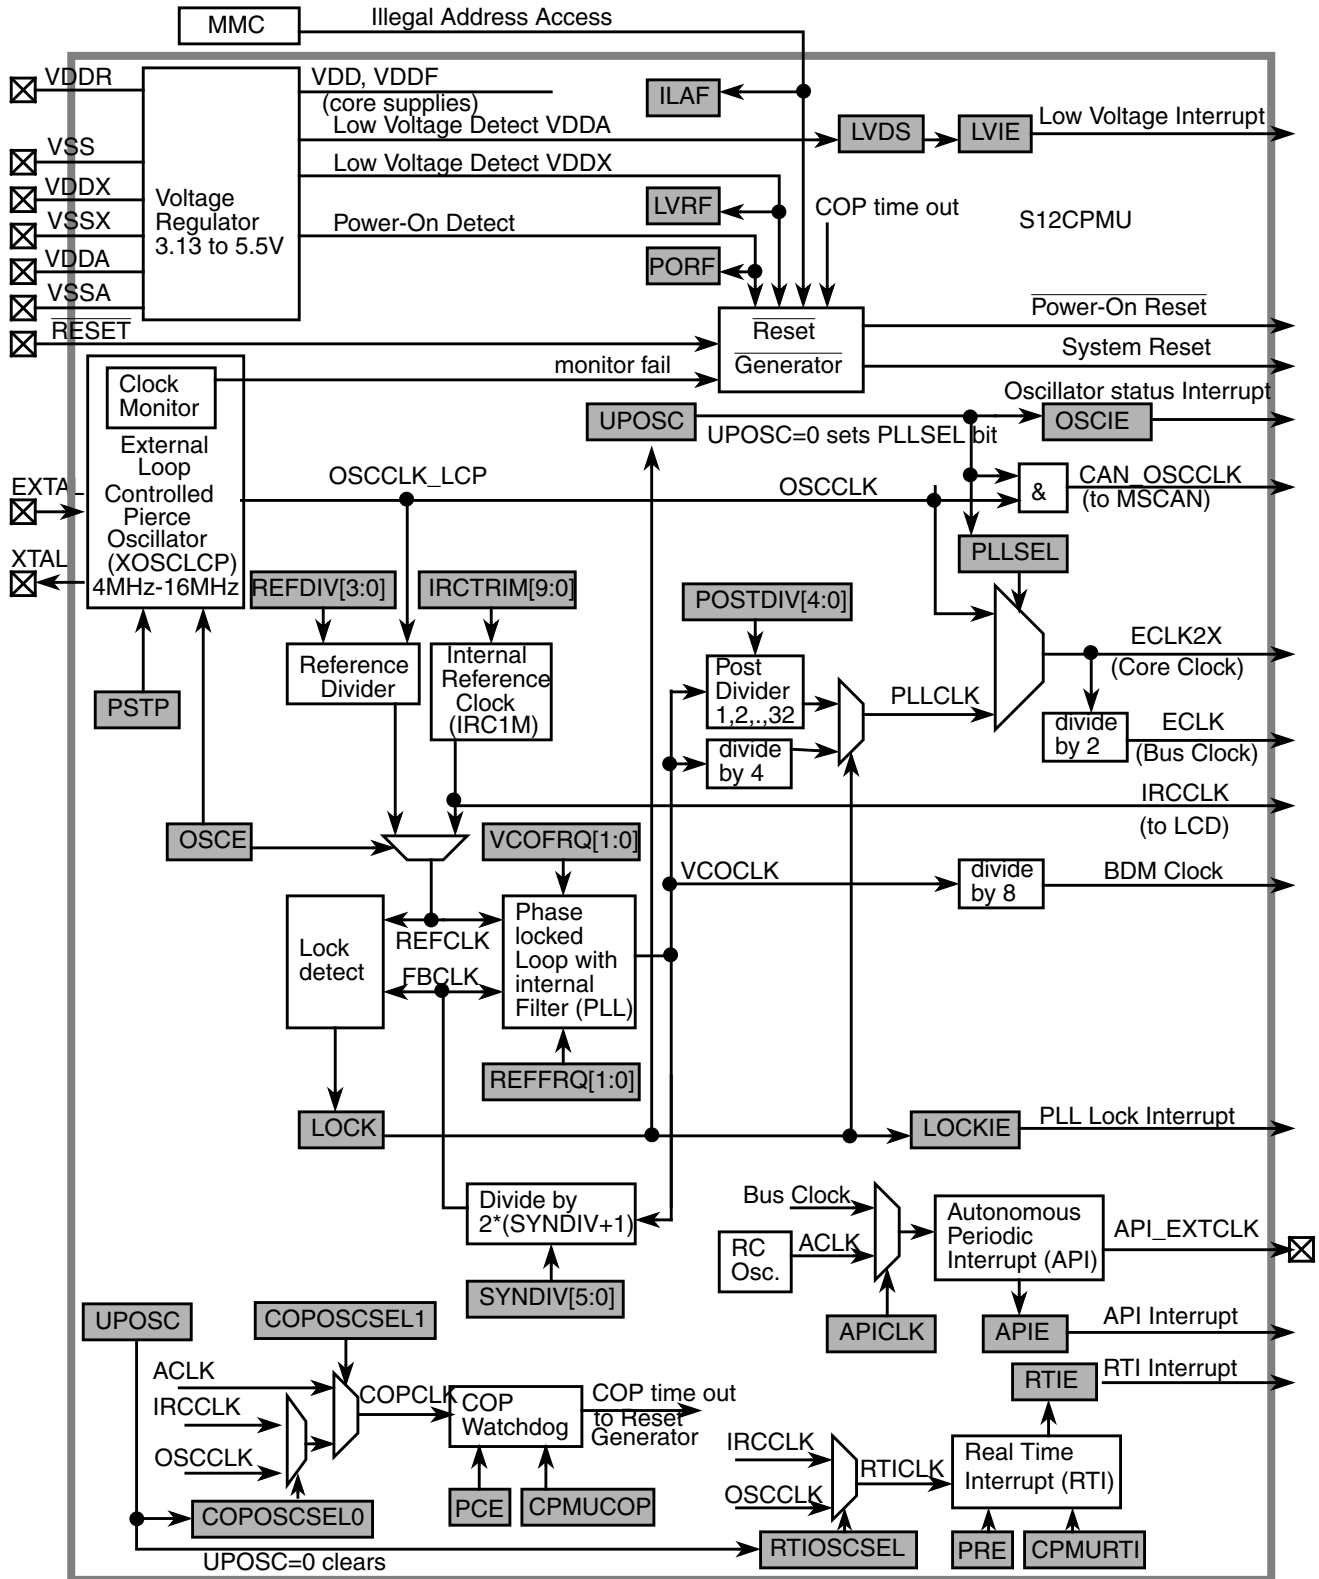 MMC
Illegal Address Access
VDDR
VDD, VDDF
(core supplies)
ILAF
Low Voltage Detect VDDA
LVDS
LVIE
Low Voltage Interrupt
VSS
Low Voltage Detect VDDX
VDDX
Voltage
Regulator
3.13 to 5.5V
LVRF
COP time out
S12CPMU
VSSX
Power-On Detect
VDDA
PORF
VSSA
RESET
Reset
Generator
Power-On Reset
System Reset
monitor fail
Clock
Monitor
Oscillator status Interrupt
UPOSC
OSCIE
UPOSC=0 sets PLLSEL bit
External
Loop
Controlled
Pierce
Oscillator
(XOSCLCP)
4MHz-16MHz
EXTAL
XTAL
OSCCLK_LCP
OSCCLK
&
CAN_OSCCLK
(to MSCAN)
PLLSEL
REFDIV[3:0]
IRCTRIM[9:0]
POSTDIV[4:0]
Reference
Divider
Internal
Reference
Clock
(IRC1M)
Post
Divider
1,2,.,32
ECLK2X
(Core Clock)
PSTP
PLLCLK
divide
by 4
divide
by 2
ECLK
(Bus Clock)
IRCCLK
(to LCD)
OSCE
VCOFRQ[1:0]
VCOCLK
divide
by 8
BDM Clock
Lock
detect
REFCLK
FBCLK
Phase
locked
Loop with
internal
Filter (PLL)
REFFRQ[1:0]
LOCK
LOCKIE
PLL Lock Interrupt
Divide by
2*(SYNDIV+1)
SYNDIV[5:0]
Bus Clock
RC
Osc.
ACLK
Autonomous
Periodic
Interrupt (API)
API_EXTCLK
APICLK
APIE
API Interrupt
UPOSC
COPOSCSEL1
RTIE
RTI Interrupt
ACLK
IRCCLK
OSCCLK
COPCLK
COP
Watchdog
COP time out
to Reset
Generator
COPOSCSEL0
PCE
CPMUCOP
IRCCLK
OSCCLK
RTICLK
Real Time
Interrupt (RTI)
RTIOSCSEL
PRE
CPMURTI
UPOSC=0 clears